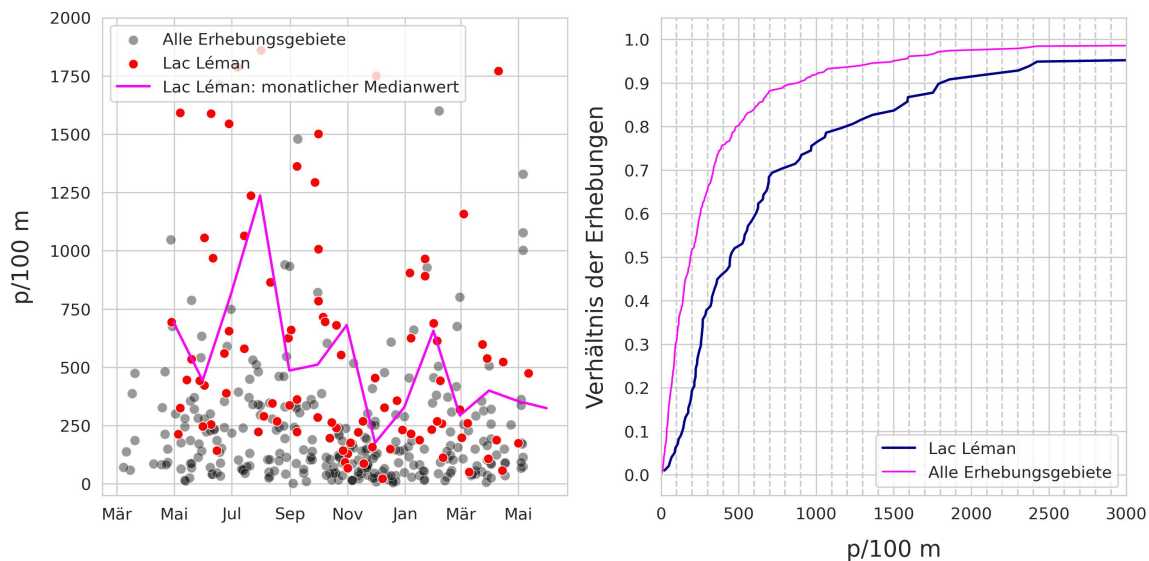 2000
1750
1500
1250
1000
750
500
250
0
p/100 m
Alle Erhebungsgebiete
Lac Léman
Lac Léman: monatlicher Medianwert
Mär
Mai
Jul
Sep
Nov
Jan
Mär
Mai
1.0
0.9
0.8
0.7
0.6
0.5
0.4
0.3
0.2
0.1
0.0
Verhältnis der Erhebungen
Lac Léman
Alle Erhebungsgebiete
0
500
1000
1500
2000
2500
3000
p/100 m